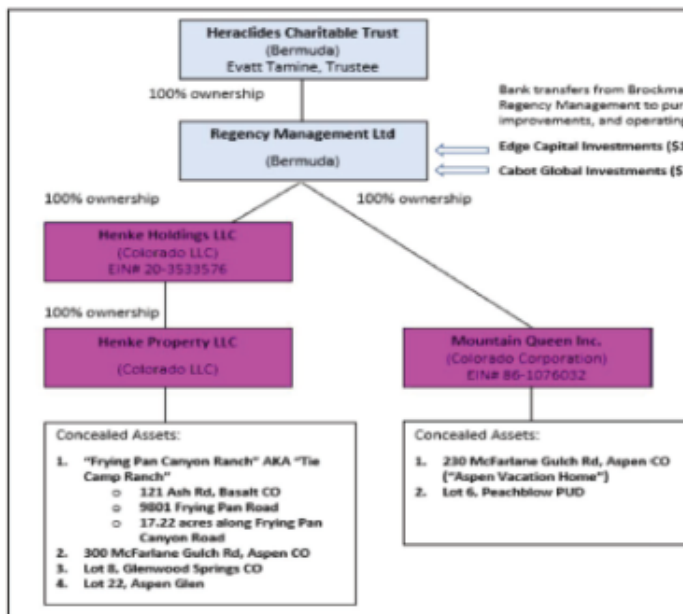 Heraclides Charitable Trust
(Bermuda)
Evatt Tamine, Trustee
100% ownership
Bank transfers from Brockma
Regency Management to pur
improvements, and operating
Regency Management Ltd
(Bermuda)
Edge Capital Investments ($1
Cabot Global Investments ($
100% ownership
100% ownership
Henke Holdings LLC
(Colorado LLC)
EIN# 20-3533576
100% ownership
Henke Property LLC
(Colorado LLC)
Mountain Queen Inc.
(Colorado Corporation)
EIN# 86-1076032
Concealed Assets:
1. "Frying Pan Canyon Ranch" AKA "Tie
Camp Ranch"
o 121 Ash Rd, Basalt CO
o 9801 Frying Pan Road
o 17.22 acres along Frying Pan
Canyon Road
2. 300 McFarlane Gulch Rd, Aspen CO
3. Lot 8, Glenwood Springs CO
4. Lot 22, Aspen Glen
Concealed Assets:
1. 230 McFarlane Gulch Rd, Aspen CO
("Aspen Vacation Home")
2. Lot 6, Peachblow PUD